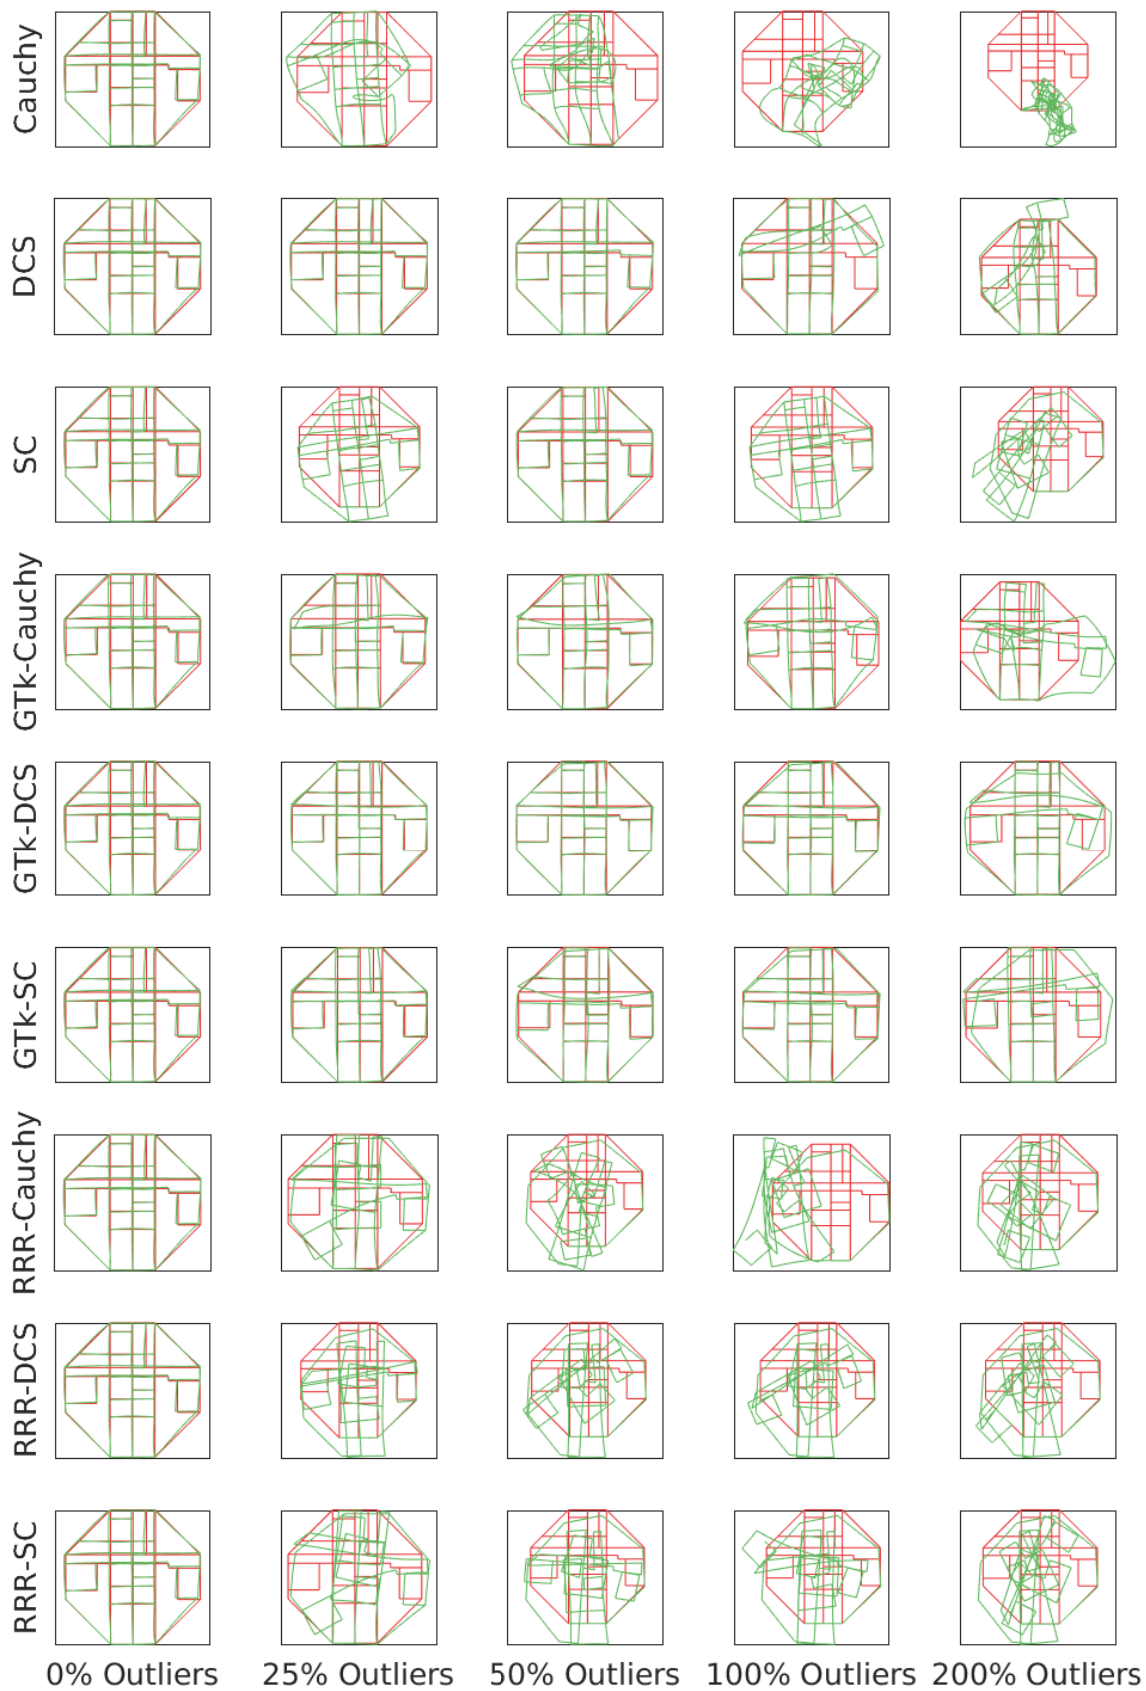 Cauchy
DCS
SC
GTk-Cauchy
GTk-DCS
GTk-SC
RRR-Cauchy
RRR-DCS
RRR-SC
0% Outliers 25% Outliers 50% Outliers 100% Outliers 200% Outliers